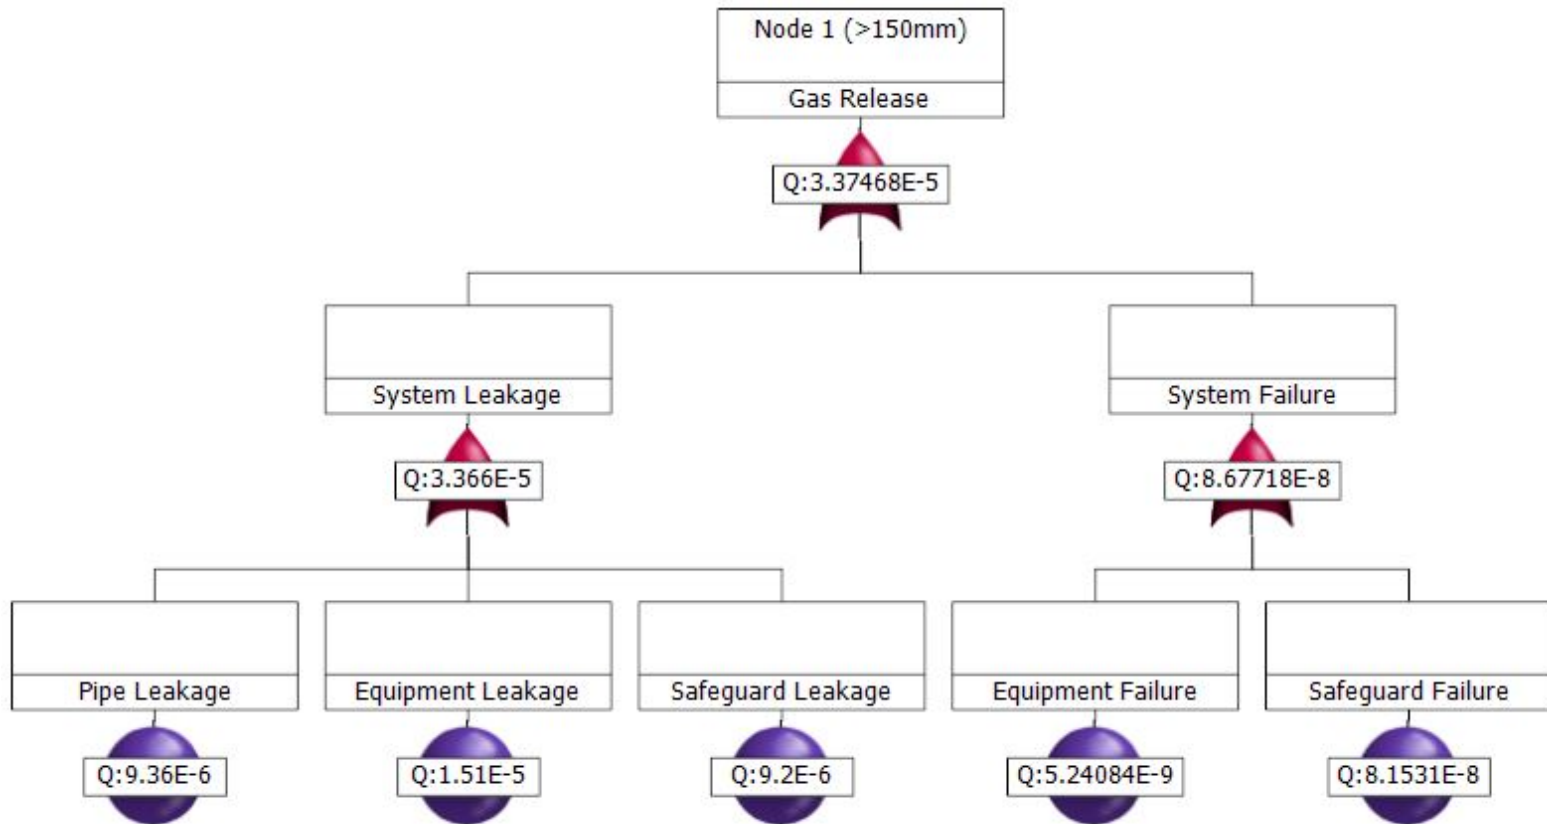 Node 1 (>150mm)
Gas Release
Q:3.37468E-5
System Leakage
System Failure
Q:3.366E-5
Q:8.67718E-8
Pipe Leakage
Equipment Leakage
Safeguard Leakage
Equipment Failure
Safeguard Failure
Q:9.36E-6
Q:1.51E-5
Q:9.2E-6
Q:5.24084E-9
Q:8.1531E-8